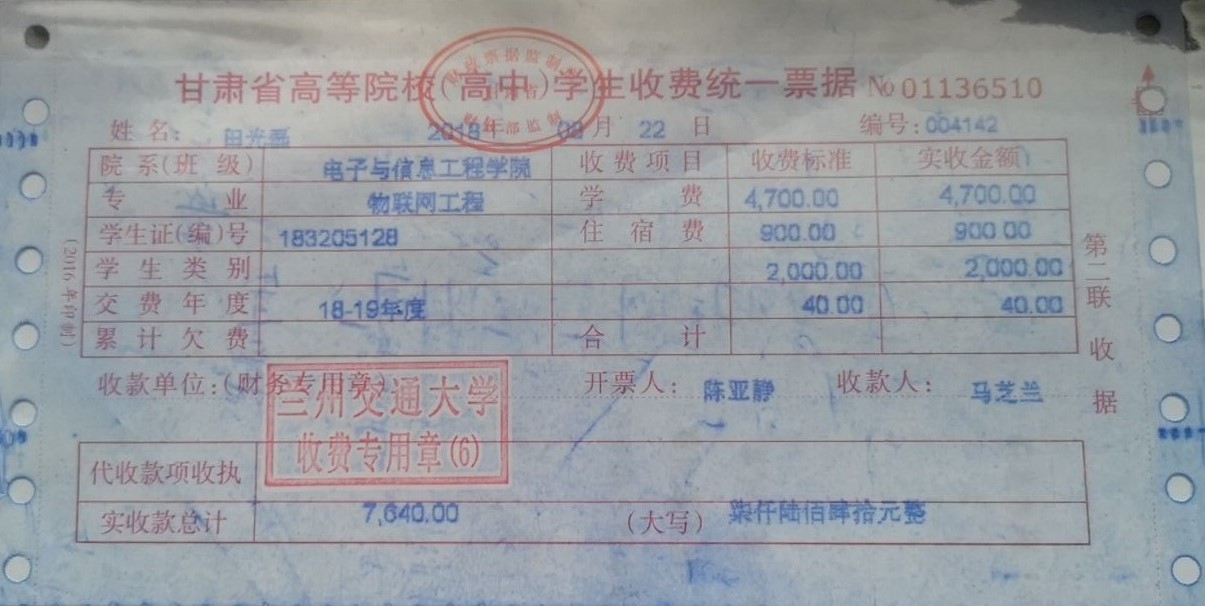 甘肃省高等院校(高中)学生收费统一票据 № 01136510
姓名: 田光磊 2018年 08月 22日 编号:004142
院系(班级) 电子与信息工程学院 收费项目 收费标准 实收金额
专业 物联网工程 学费 4,700.00 4,700.00
学生证(编)号 183205128 住宿费 900.00 900.00
学生类别 2,000.00 2,000.00
交费年度 18-19年度 40.00 40.00
累计欠费 合计
收款单位:(财务专用章) 开票人: 陈亚静 收款人: 马芝兰
兰州交通大学
收费专用章(6)
代收款项收执
实收款总计 7,640.00 (大写) 柒仟陆佰肆拾元整
第二联收据
(2016年印制)